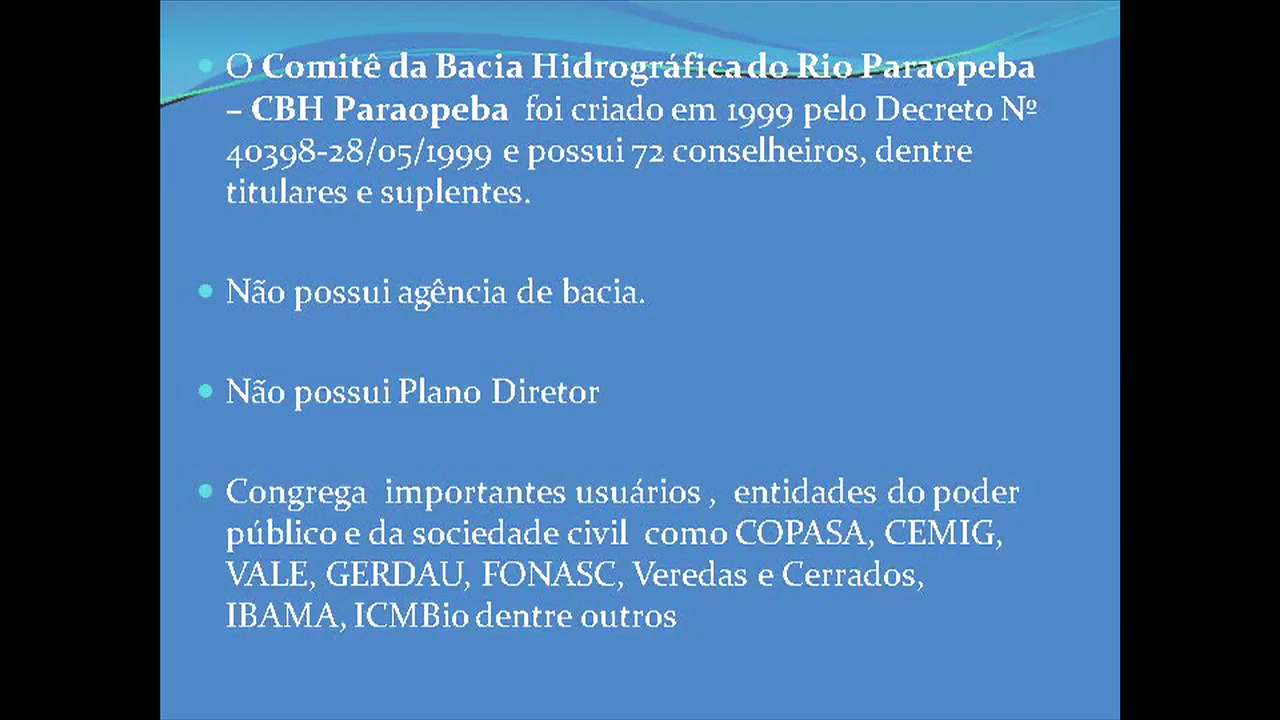 O Comitê da Bacia Hidrográfica do Rio Paraopeba
– CBH Paraopeba foi criado em 1999 pelo Decreto Nº
40398-28/05/1999 e possui 72 conselheiros, dentre
titulares e suplentes.
Não possui agência de bacia.
Não possui Plano Diretor
Congrega importantes usuários , entidades do poder
público e da sociedade civil como COPASA, CEMIG,
VALE, GERDAU, FONASC, Veredas e Cerrados,
IBAMA, ICMBio dentre outros